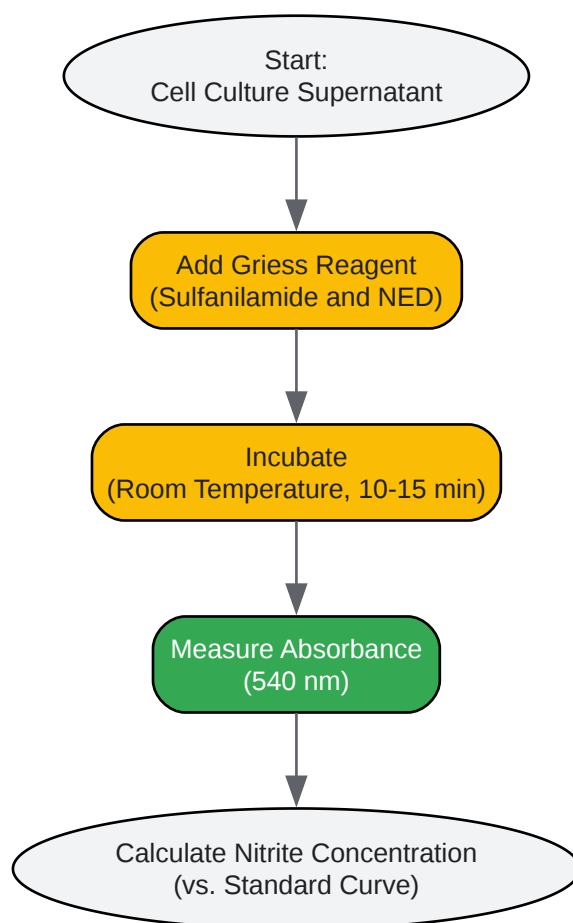 Start:
Cell Culture Supernatant
Add Griess Reagent
(Sulfanilamide and NED)
Incubate
(Room Temperature, 10-15 min)
Measure Absorbance
(540 nm)
Calculate Nitrite Concentration
(vs. Standard Curve)